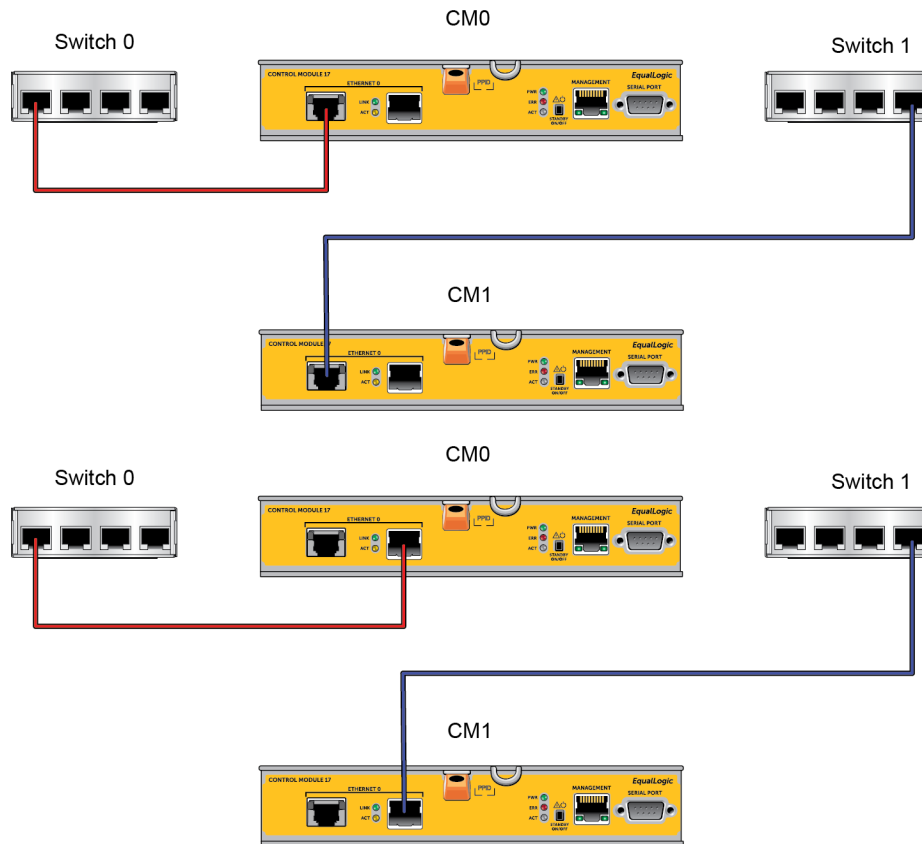 CM0
Switch 0
Switch 1
CONTROL MODULE 17
ETHERNET 0
LINK
ACT
PPID
PWR
ERR
ACT
STANDBY
ON/OFF
MANAGEMENT
EqualLogic
SERIAL PORT
CM1
CONTROL MODULE 17
ETHERNET 0
LINK
ACT
PPID
PWR
ERR
ACT
STANDBY
ON/OFF
MANAGEMENT
EqualLogic
SERIAL PORT
CM0
Switch 0
Switch 1
CONTROL MODULE 17
ETHERNET 0
LINK
ACT
PPID
PWR
ERR
ACT
STANDBY
ON/OFF
MANAGEMENT
EqualLogic
SERIAL PORT
CM1
CONTROL MODULE 17
ETHERNET 0
LINK
ACT
PPID
PWR
ERR
ACT
STANDBY
ON/OFF
MANAGEMENT
EqualLogic
SERIAL PORT